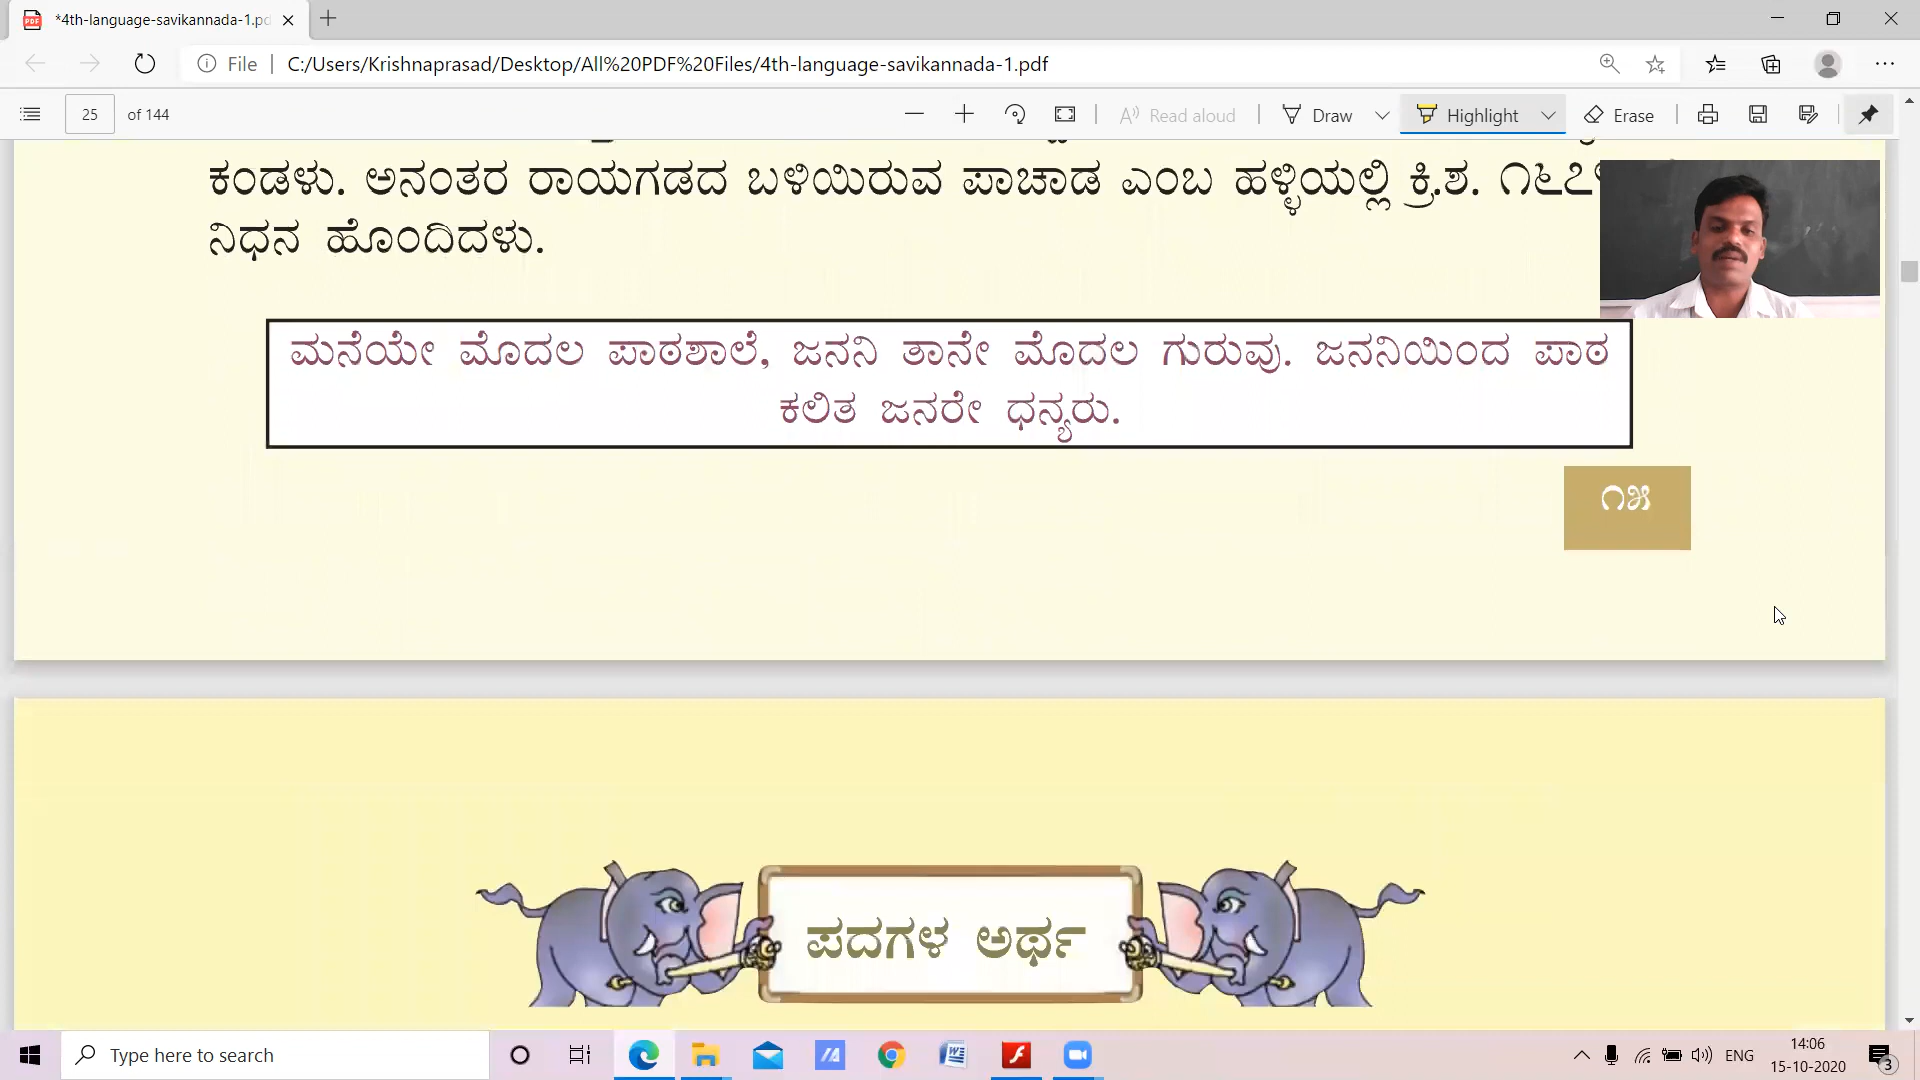 *4th-language-savikannada-1.pd
File
C:/Users/Krishnaprasad/Desktop/All%20PDF%20Files/4th-language-savikannada-1.pdf
25 of 144
Read aloud
Draw
Highlight
Erase
ಕಂಡಳು. ಅನಂತರ ರಾಯಗಡದ ಬಳಿಯಿರುವ ಪಾಚಾಡ ಎಂಬ ಹಳ್ಳಿಯಲ್ಲಿ ಕ್ರಿ.ಶ.
ನಿಧನ ಹೊಂದಿದಳು.
ಮನೆಯೇ ಮೊದಲ ಪಾಠಶಾಲೆ, ಜನನಿ ತಾನೇ ಮೊದಲ ಗುರುವು. ಜನನಿಯಿಂದ ಪಾಠ
ಕಲಿತ ಜನರೇ ಧನ್ಯರು.
೧೫
ಪದಗಳ ಅರ್ಥ
Type here to search
ENG
14:06
15-10-2020
3